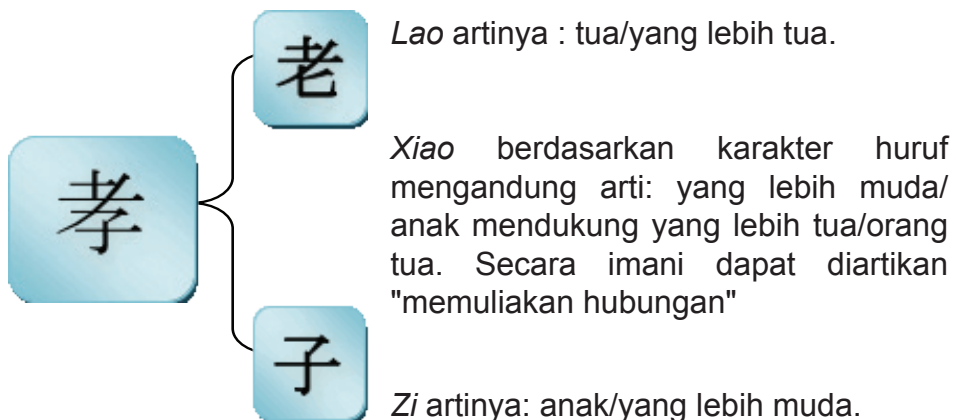 老
Lao artinya : tua/yang lebih tua.
孝
Xiao berdasarkan karakter huruf
mengandung arti: yang lebih muda/
anak mendukung yang lebih tua/orang
tua. Secara imani dapat diartikan
"memuliakan hubungan"
子
Zi artinya: anak/yang lebih muda.